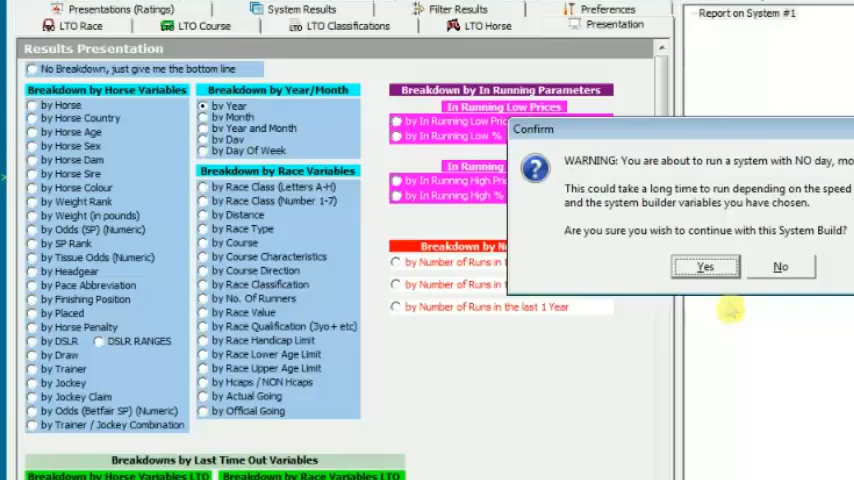 Presentations (Ratings)
System Results
Filter Results
Preferences
LTO Race
LTO Course
LTO Classifications
LTO Horse
Presentation
Report on System #1
Results Presentation
No Breakdown, just give me the bottom line
Breakdown by Horse Variables
by Horse
by Horse Country
by Horse Age
by Horse Sex
by Horse Dam
by Horse Sire
by Horse Colour
by Weight Rank
by Weight (in pounds)
by Odds (SP) (Numeric)
by SP Rank
by Tissue Odds (Numeric)
by Headgear
by Pace Abbreviation
by Finishing Position
by Placed
by Horse Penalty
by DSLR
DSLR RANGES
by Draw
by Trainer
by Jockey
by Jockey Claim
by Odds (Betfair SP) (Numeric)
by Trainer / Jockey Combination
Breakdown by Year/Month
by Year
by Month
by Year and Month
by Day
by Day Of Week
Breakdown by Race Variables
by Race Class (Letters A-H)
by Race Class (Number 1-7)
by Distance
by Race Type
by Course
by Course Characteristics
by Course Direction
by Race Classification
by No. Of Runners
by Race Value
by Race Qualification (3yo+ etc)
by Race Handicap Limit
by Race Lower Age Limit
by Race Upper Age Limit
by Hcaps / NON Hcaps
by Actual Going
by Official Going
Breakdown by In Running Parameters
In Running Low Prices
by In Running Low
by In Running Low %
In Running
by In Running High
by In Running High %
Breakdown by
by Number of Runs in
by Number of Runs in
by Number of Runs in the last 1 Year
Confirm
WARNING: You are about to run a system with NO day,
This could take a long time to run depending on the speed
and the system builder variables you have chosen.
Are you sure you wish to continue with this System Build?
Yes
No
Breakdowns by Last Time Out Variables
Breakdown by Horse Variables LTO
Breakdown by Race Variables LTO